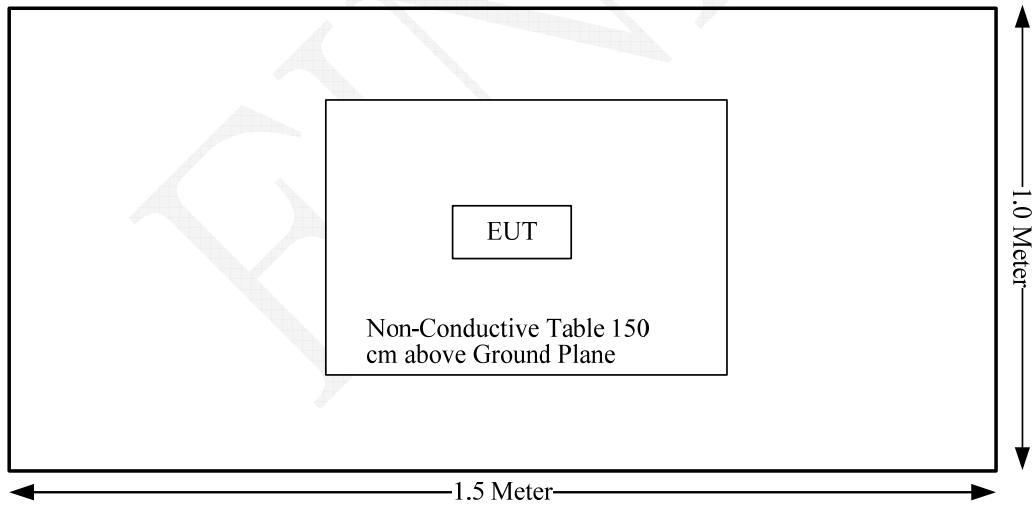 EUT
Non-Conductive Table 150
cm above Ground Plane
1.0 Meter
1.5 Meter